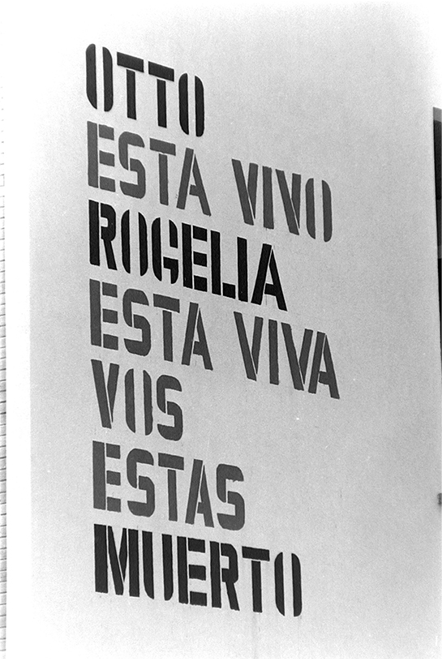 OTTO
ESTA VIVO
ROGELIA
ESTA VIVA
VOS
ESTAS
MUERTO